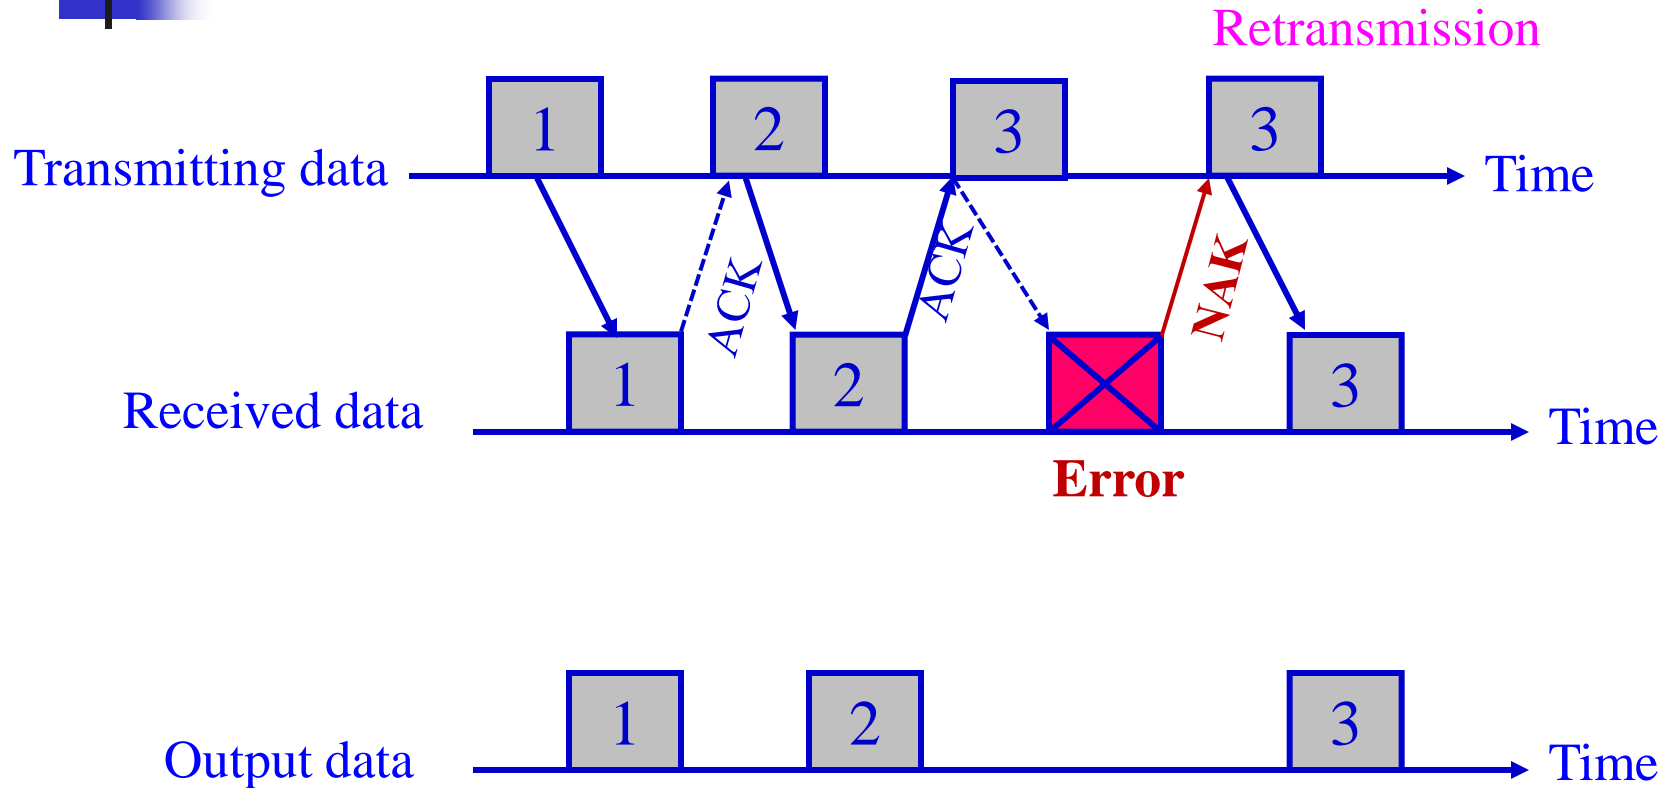 Retransmission
1 2 3 3
Transmitting data Time
ACK ACK NAK
1 2 3
Received data Time
Error
1 2 3
Output data Time